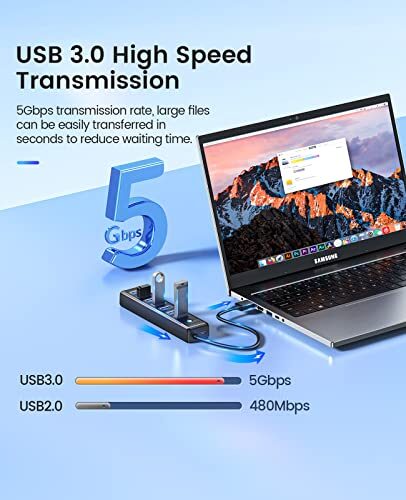 USB 3.0 High Speed
Transmission
5Gbps transmission rate, large files
can be easily transferred in
seconds to reduce waiting time.
5
Gbps
SAMSUNG
USB3.0 5Gbps
USB2.0 480Mbps